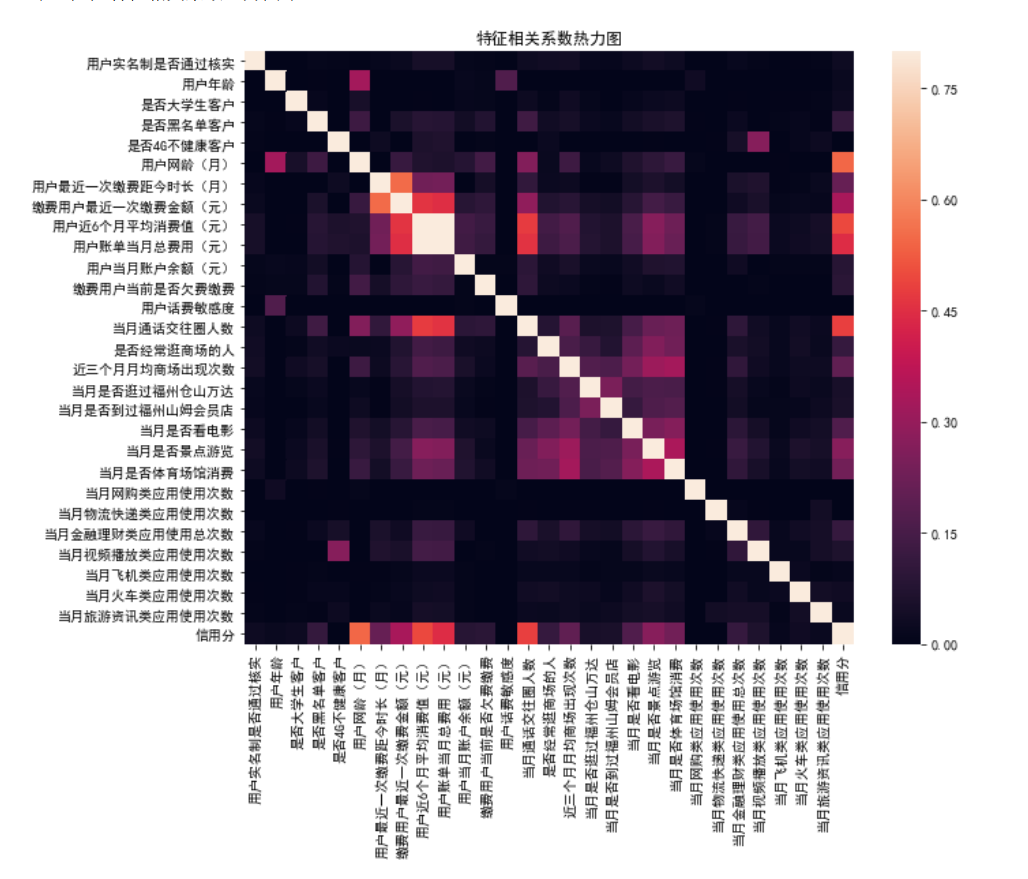 特征相关系数热力图
用户实名制是否通过核实
用户年龄
是否大学生客户
是否黑名单客户
是否4G不健康客户
用户网龄（月）
用户最近一次缴费距今时长（月）
缴费用户最近一次缴费金额（元）
用户近6个月平均消费值（元）
用户账单当月总费用（元）
用户当月账户余额（元）
缴费用户当前是否欠费缴费
用户话费敏感度
当月通话交往圈人数
是否经常逛商场的人
近三个月月均商场出现次数
当月是否逛过福州仓山万达
当月是否到过福州山姆会员店
当月是否看电影
当月是否景点游览
当月是否体育场馆消费
当月网购类应用使用次数
当月物流快递类应用使用次数
当月金融理财类应用使用总次数
当月视频播放类应用使用次数
当月飞机类应用使用次数
当月火车类应用使用次数
当月旅游资讯类应用使用次数
信用分
0.75
0.60
0.45
0.30
0.15
0.00
用户实名制是否通过核实
用户年龄
是否大学生客户
是否黑名单客户
是否4G不健康客户
用户网龄（月）
用户最近一次缴费距今时长（月）
缴费用户最近一次缴费金额（元）
用户近6个月平均消费值（元）
用户账单当月总费用（元）
用户当月账户余额（元）
缴费用户当前是否欠费缴费
用户话费敏感度
当月通话交往圈人数
是否经常逛商场的人
近三个月月均商场出现次数
当月是否逛过福州仓山万达
当月是否到过福州山姆会员店
当月是否看电影
当月是否景点游览
当月是否体育场馆消费
当月网购类应用使用次数
当月物流快递类应用使用次数
当月金融理财类应用使用总次数
当月视频播放类应用使用次数
当月飞机类应用使用次数
当月火车类应用使用次数
当月旅游资讯类应用使用次数
信用分